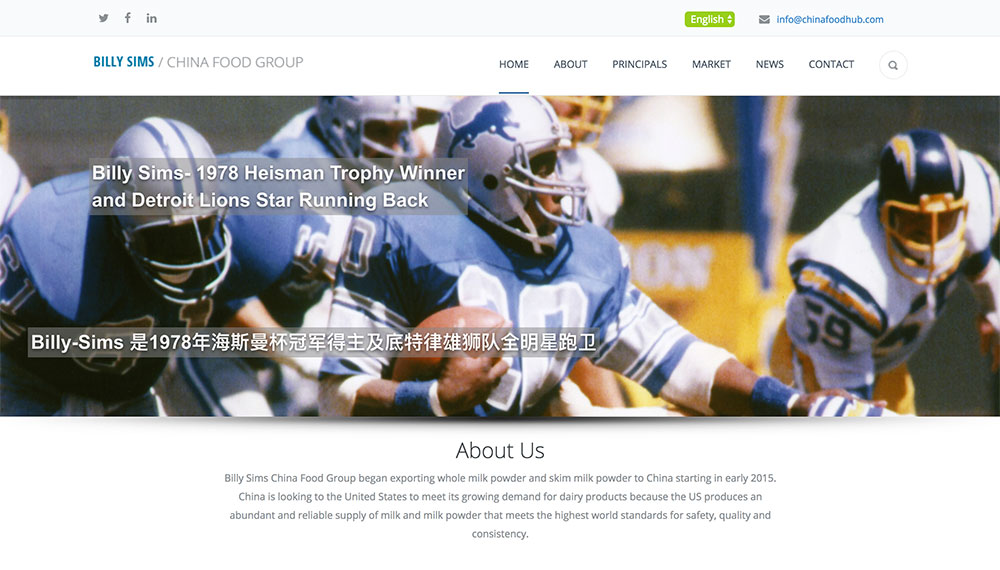 English
info@chinafoodhub.com
BILLY SIMS / CHINA FOOD GROUP
HOME
ABOUT
PRINCIPALS
MARKET
NEWS
CONTACT
Billy Sims- 1978 Heisman Trophy Winner
and Detroit Lions Star Running Back
59
Billy-Sims 是1978年海斯曼杯冠军得主及底特律雄狮队全明星跑卫
About Us
Billy Sims China Food Group began exporting whole milk powder and skim milk powder to China starting in early 2015.
China is looking to the United States to meet its growing demand for dairy products because the US produces an
abundant and reliable supply of milk and milk powder that meets the highest world standards for safety, quality and
consistency.